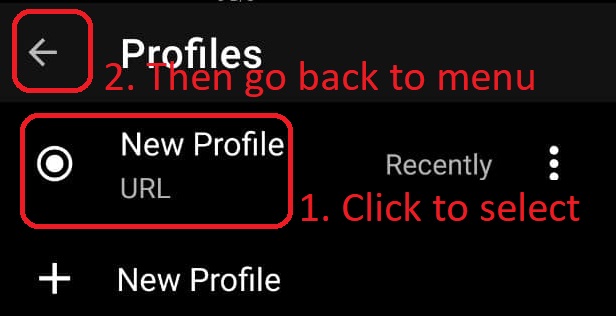 Profiles
2. Then go back to menu
New Profile
Recently
URL
1. Click to select
New Profile